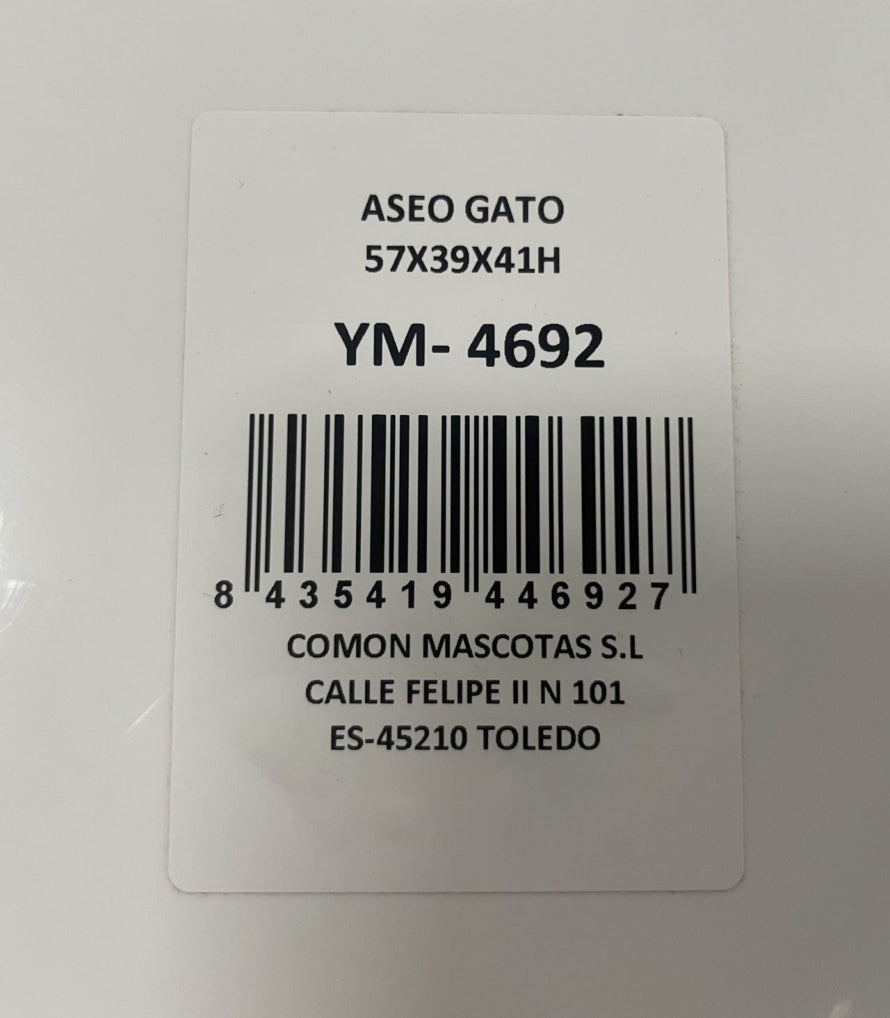 ASEO GATO
57X39X41H
YM- 4692
8 435419 446927
COMON MASCOTAS S.L
CALLE FELIPE II N 101
ES-45210 TOLEDO